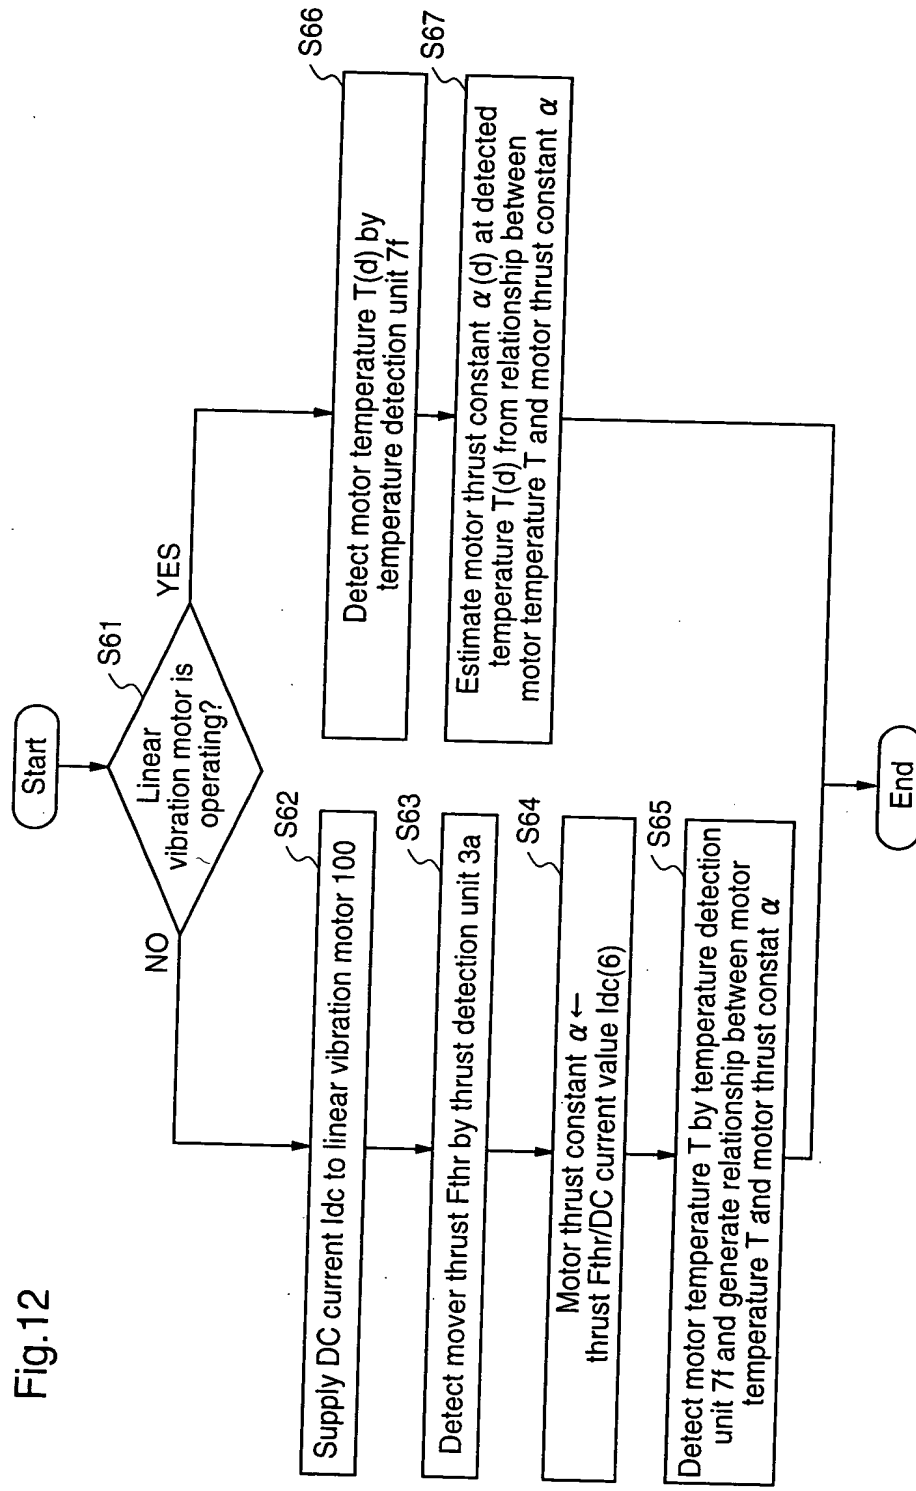 Fig.12
Start
S61
Linear
vibration motor is
operating?
NO
YES
S62
Supply DC current Idc to linear vibration motor 100
S63
Detect mover thrust Fthr by thrust detection unit 3a
S64
Motor thrust constant α ←
thrust Fthr/DC current value Idc(6)
S65
Detect motor temperature T by temperature detection
unit 7f and generate relationship between motor
temperature T and motor thrust constat α
S66
Detect motor temperature T(d) by
temperature detection unit 7f
S67
Estimate motor thrust constant α(d) at detected
temperature T(d) from relationship between
motor temperature T and motor thrust constant α
End